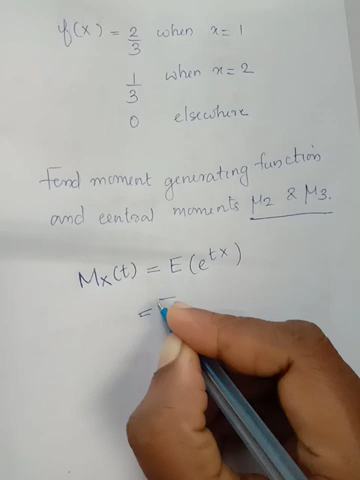 f(x) = 2/3 when x = 1
1/3 when x = 2
0 elsewhere
Find moment generating function
and central moments μ2 & μ3.
Mx(t) = E(e^tx)
=